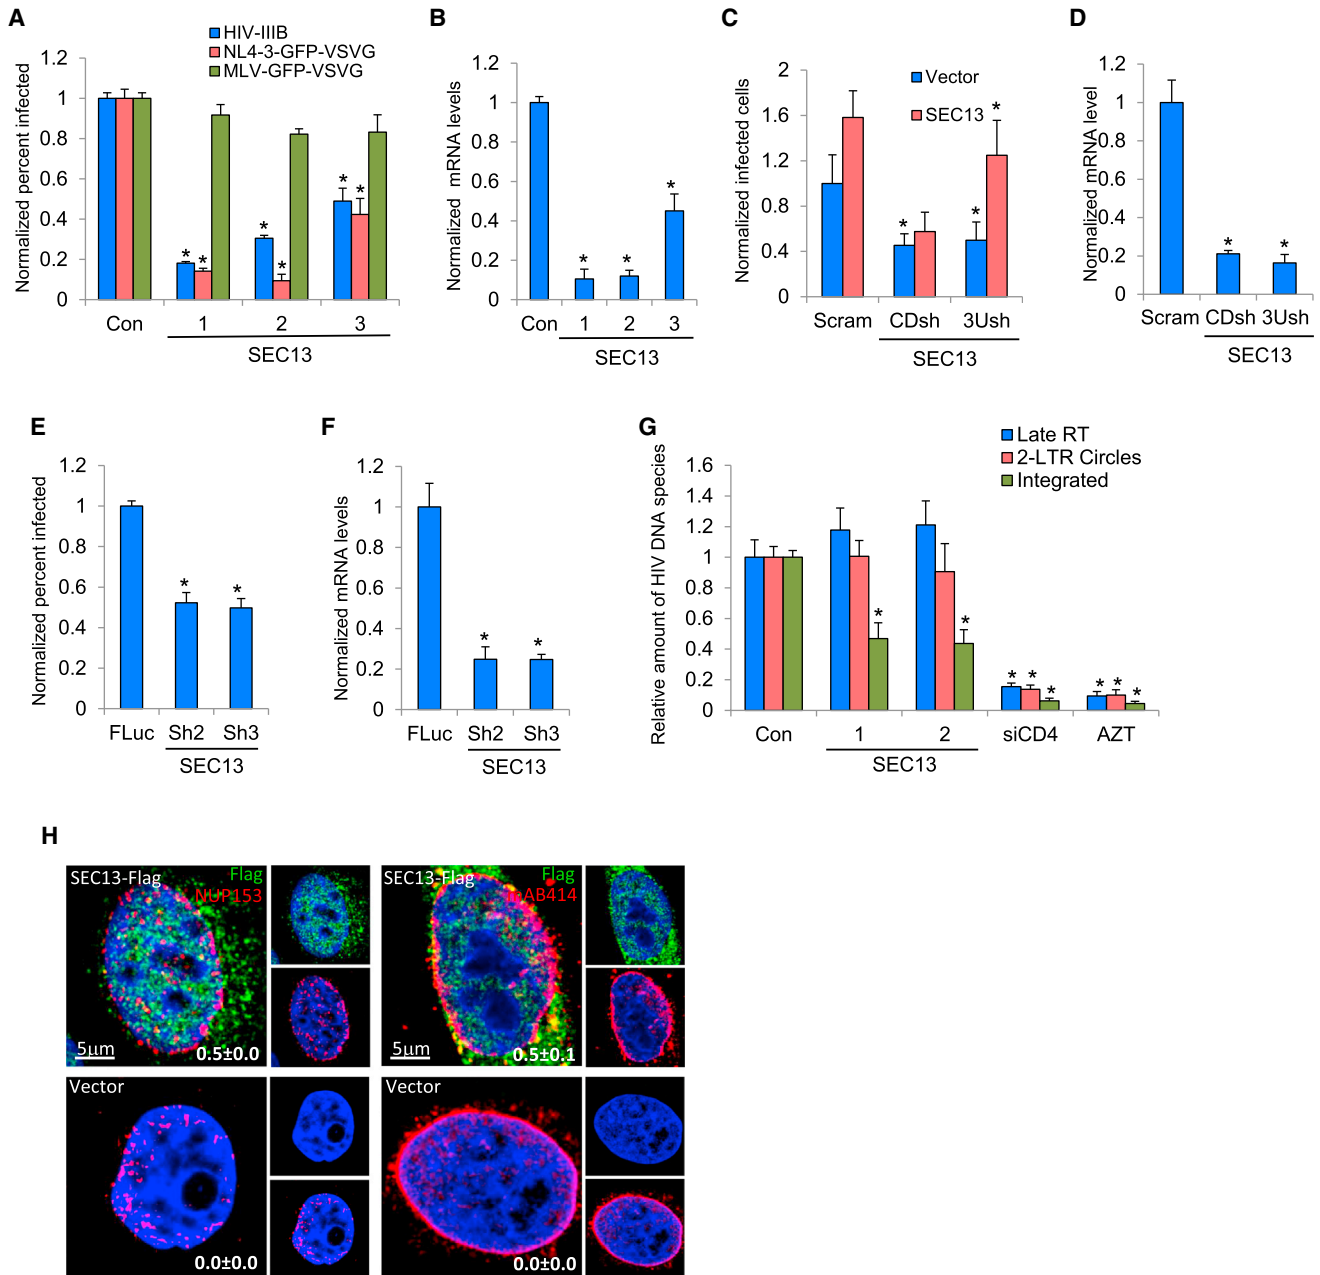 A
HIV-IIIB
NL4-3-GFP-VSVG
MLV-GFP-VSVG
Normalized percent infected
1.2
1
0.8
0.6
0.4
0.2
0
* * * * * *
Con 1 2 3
SEC13
B
Normalized mRNA levels
1.2
1
0.8
0.6
0.4
0.2
0
* * *
Con 1 2 3
SEC13
C
Vector
SEC13
Normalized infected cells
2
1.6
1.2
0.8
0.4
0
* * *
Scram CDsh 3Ush
SEC13
D
Normalized mRNA level
1.2
1
0.8
0.6
0.4
0.2
0
* *
Scram CDsh 3Ush
SEC13
E
Normalized percent infected
1.2
1
0.8
0.6
0.4
0.2
0
* *
FLuc Sh2 Sh3
SEC13
F
Normalized mRNA levels
1.2
1
0.8
0.6
0.4
0.2
0
* *
FLuc Sh2 Sh3
SEC13
G
Late RT
2-LTR Circles
Integrated
Relative amount of HIV DNA species
1.6
1.4
1.2
1
0.8
0.6
0.4
0.2
0
* * * * * * * *
Con 1 2 siCD4 AZT
SEC13
H
SEC13-Flag Flag
NUP153
5μm 0.5±0.0
SEC13-Flag Flag
mAB414
5μm 0.5±0.1
Vector
0.0±0.0
Vector
0.0±0.0